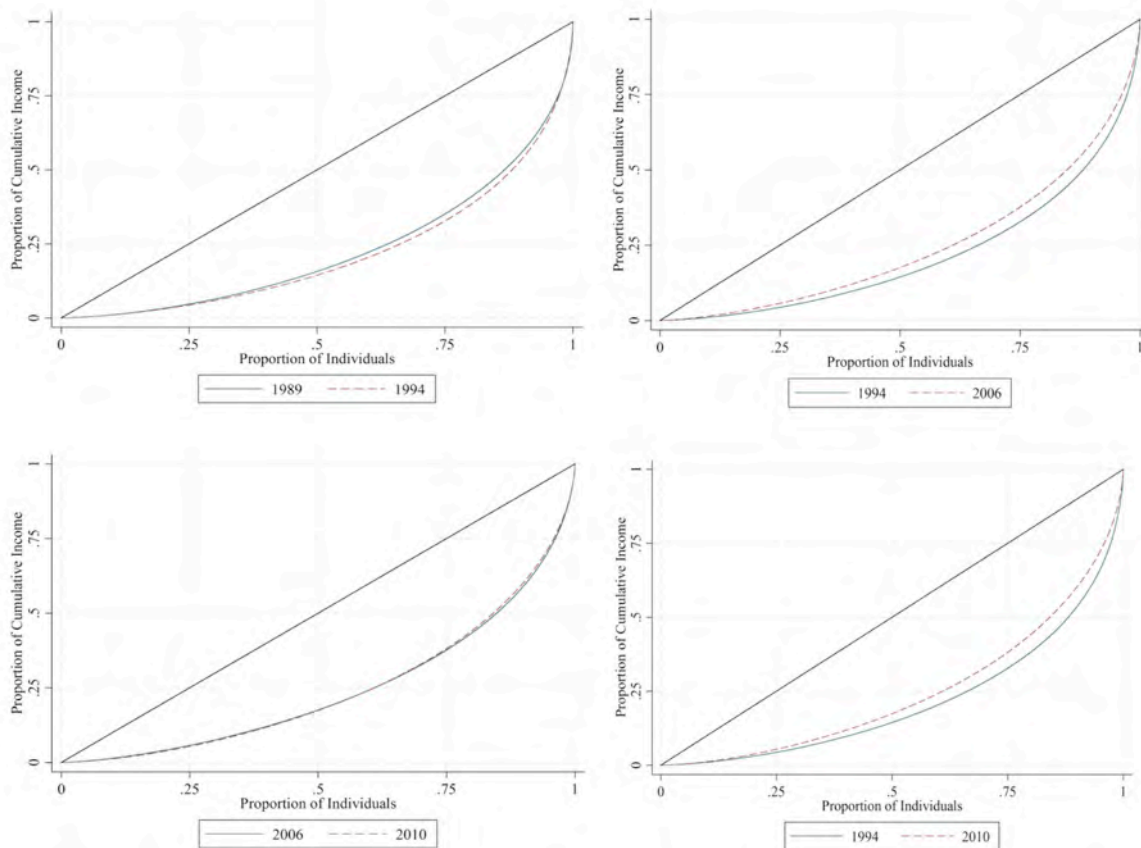 Proportion of Cumulative Income
1
.75
.5
.25
0
0 .25 .5 .75 1
Proportion of Individuals
1989 1994
Proportion of Cumulative Income
1
.75
.5
.25
0
0 .25 .5 .75 1
Proportion of Individuals
1994 2006
Proportion of Cumulative Income
1
.75
.5
.25
0
0 .25 .5 .75 1
Proportion of Individuals
2006 2010
Proportion of Cumulative Income
1
.75
.5
.25
0
0 .25 .5 .75 1
Proportion of Individuals
1994 2010